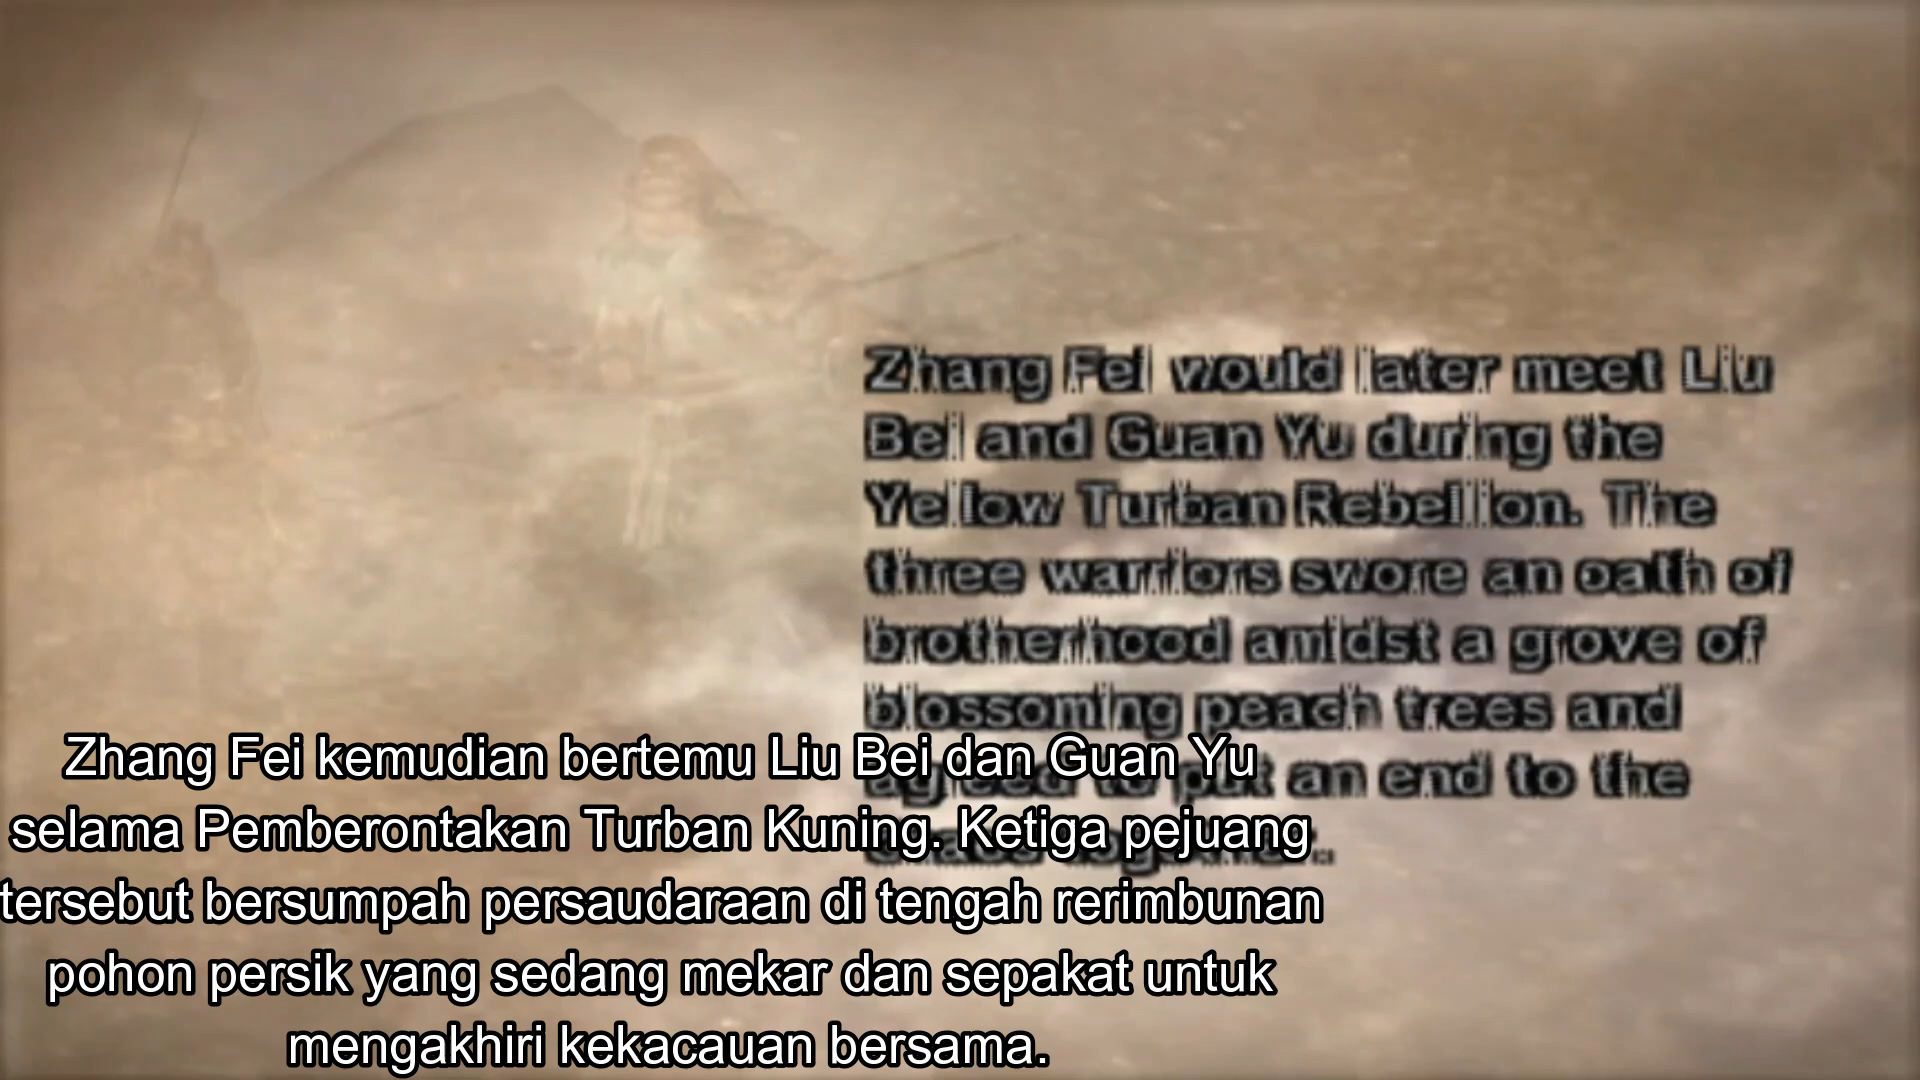 Zhang Fei would later meet Liu
Bei and Guan Yu during the
Yellow Turban Rebellion. The
three warriors swore an oath of
brotherhood amidst a grove of
blossoming peach trees and
agreed to put an end to the
Zhang Fei kemudian bertemu Liu Bei dan Guan Yu
selama Pemberontakan Turban Kuning. Ketiga pejuang
tersebut bersumpah persaudaraan di tengah rerimbunan
pohon persik yang sedang mekar dan sepakat untuk
mengakhiri kekacauan bersama.